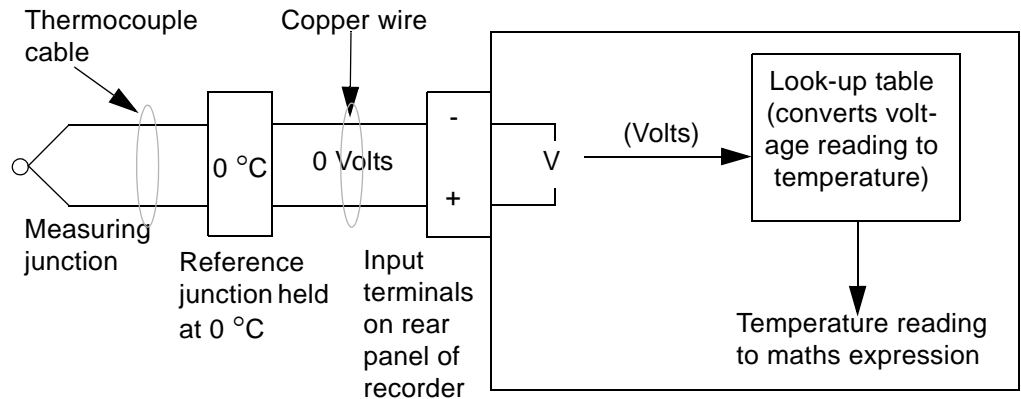 Thermocouple
cable
Copper wire
Look-up table
(converts volt-
age reading to
temperature)
-
(Volts)
0 °C
0 Volts
V
+
Measuring
junction
Reference
junction held
at 0 °C
Input
terminals
on rear
panel of
recorder
Temperature reading
to maths expression